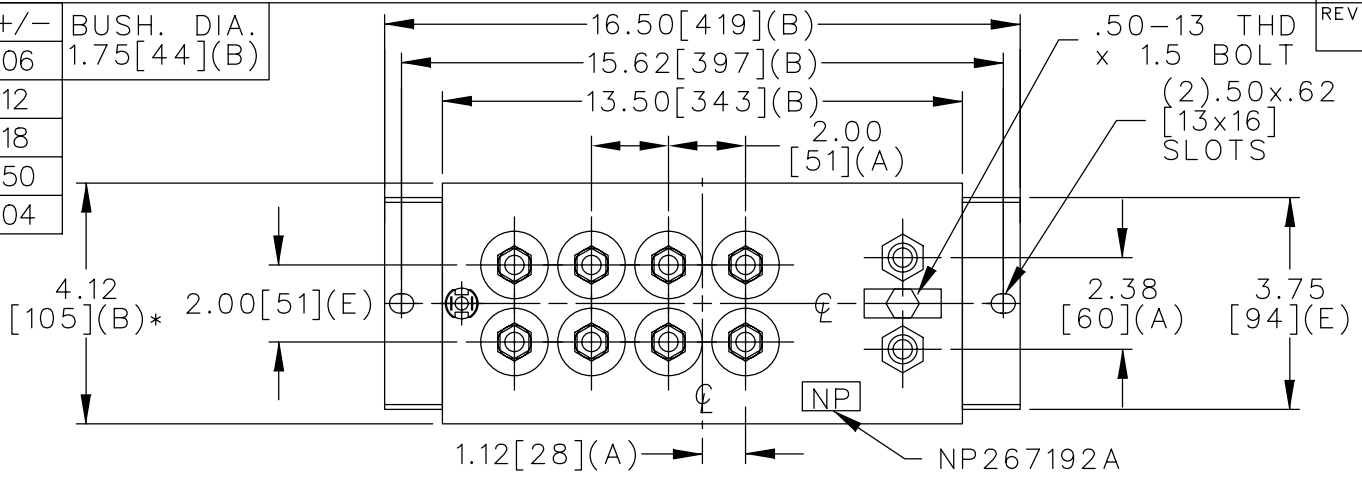 +/-
06
12
18
50
04
BUSH. DIA.
1.75[44](B)
16.50[419](B)
15.62[397](B)
13.50[343](B)
2.00
[51](A)
.50-13 THD
x 1.5 BOLT
(2).50x.62
[13x16]
SLOTS
REV
4.12
[105](B)*
2.00[51](E)
℄
2.38
[60](A)
3.75
[94](E)
℄
NP
1.12[28](A)
NP267192A